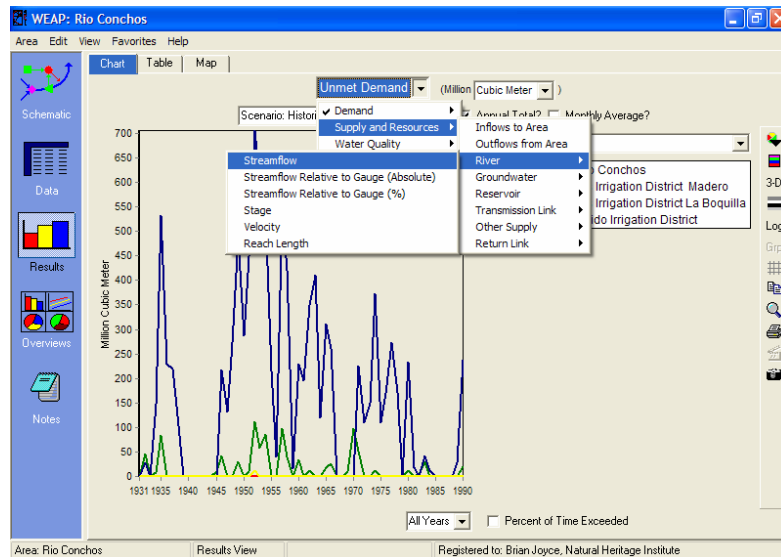 WEAP: Rio Conchos
Area Edit View Favorites Help
Chart Table Map
Unmet Demand (Million Cubic Meter )
Scenario: Histori Annual Total? Monthly Average?
Demand
Supply and Resources
Water Quality
Inflows to Area
Outflows from Area
River
Groundwater
Reservoir
Transmission Link
Other Supply
Return Link
Streamflow
Streamflow Relative to Gauge (Absolute)
Streamflow Relative to Gauge (%)
Stage
Velocity
Reach Length
Conchos
Irrigation District Madero
Irrigation District La Boquilla
Irrigation District
Schematic
Data
Results
Overviews
Notes
3-D
Log
Grp
Million Cubic Meter
700
650
600
550
500
450
400
350
300
250
200
150
100
50
0
1931 1935 1940 1945 1950 1955 1960 1965 1970 1975 1980 1985 1990
All Years Percent of Time Exceeded
Area: Rio Conchos Results View Registered to: Brian Joyce, Natural Heritage Institute